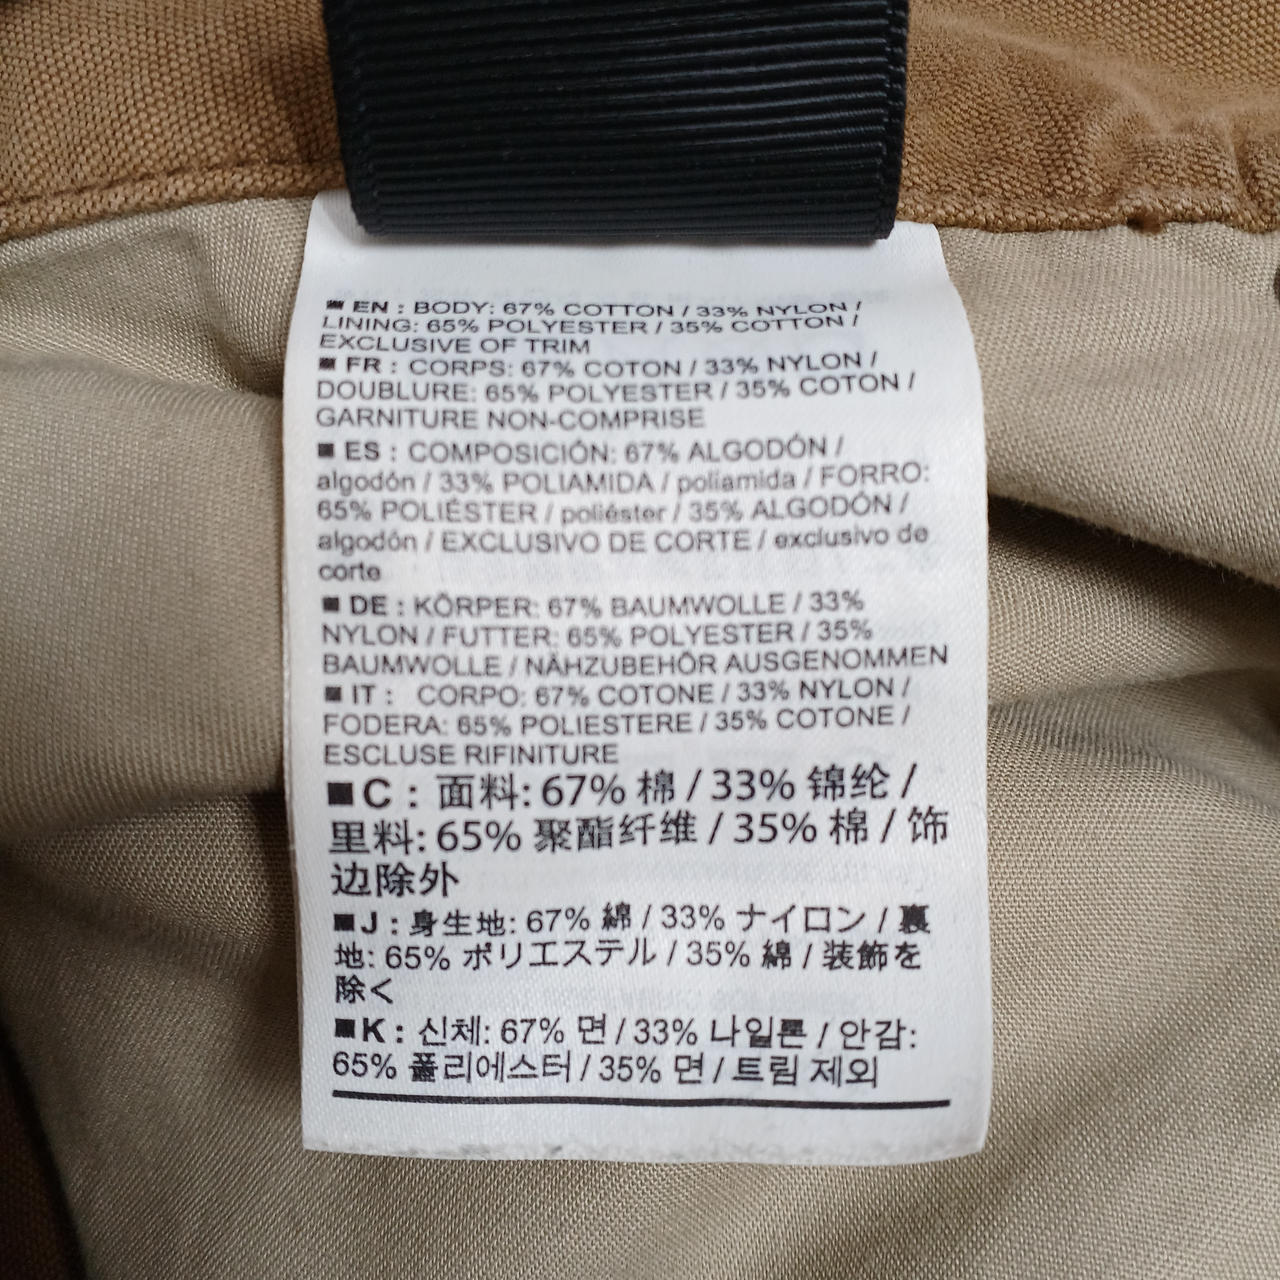 ■ EN : BODY: 67% COTTON / 33% NYLON /
LINING: 65% POLYESTER / 35% COTTON /
EXCLUSIVE OF TRIM
■ FR : CORPS: 67% COTON / 33% NYLON /
DOUBLURE: 65% POLYESTER / 35% COTON /
GARNITURE NON-COMPRISE
■ ES : COMPOSICIÓN: 67% ALGODÓN /
algodón / 33% POLIAMIDA / poliamida / FORRO:
65% POLIÉSTER / poliéster / 35% ALGODÓN /
algodón / EXCLUSIVO DE CORTE / exclusivo de
corte
■ DE : KÖRPER: 67% BAUMWOLLE / 33%
NYLON / FUTTER: 65% POLYESTER / 35%
BAUMWOLLE / NÄHZUBEHÖR AUSGENOMMEN
■ IT : CORPO: 67% COTONE / 33% NYLON /
FODERA: 65% POLIESTERE / 35% COTONE /
ESCLUSE RIFINITURE
■ C : 面料: 67% 棉 / 33% 锦纶 /
里料: 65% 聚酯纤维 / 35% 棉 / 饰
边除外
■ J : 身生地: 67% 綿 / 33% ナイロン / 裏
地: 65% ポリエステル / 35% 綿 / 装飾を
除く
■ K : 신체: 67% 면 / 33% 나일론 / 안감:
65% 폴리에스터 / 35% 면 / 트림 제외